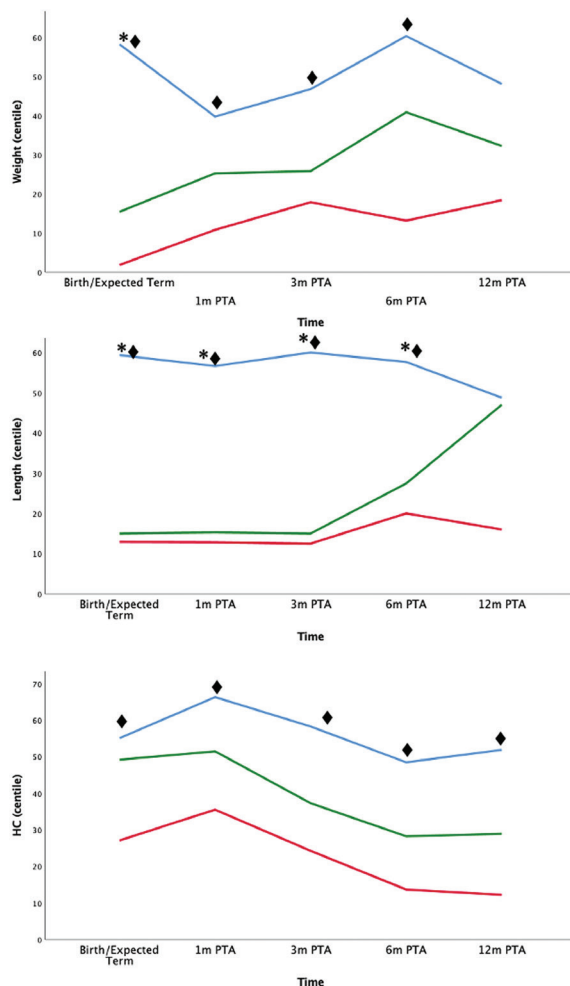 Weight (centile)
60
50
40
30
20
10
0
Birth/Expected Term
1m PTA
3m PTA
6m PTA
12m PTA
Time
Length (centile)
60
50
40
30
20
10
0
Birth/Expected
Term
1m PTA
3m PTA
6m PTA
12m PTA
Time
HC (centile)
70
60
50
40
30
20
10
0
Birth/Expected
Term
1m PTA
3m PTA
6m PTA
12m PTA
Time